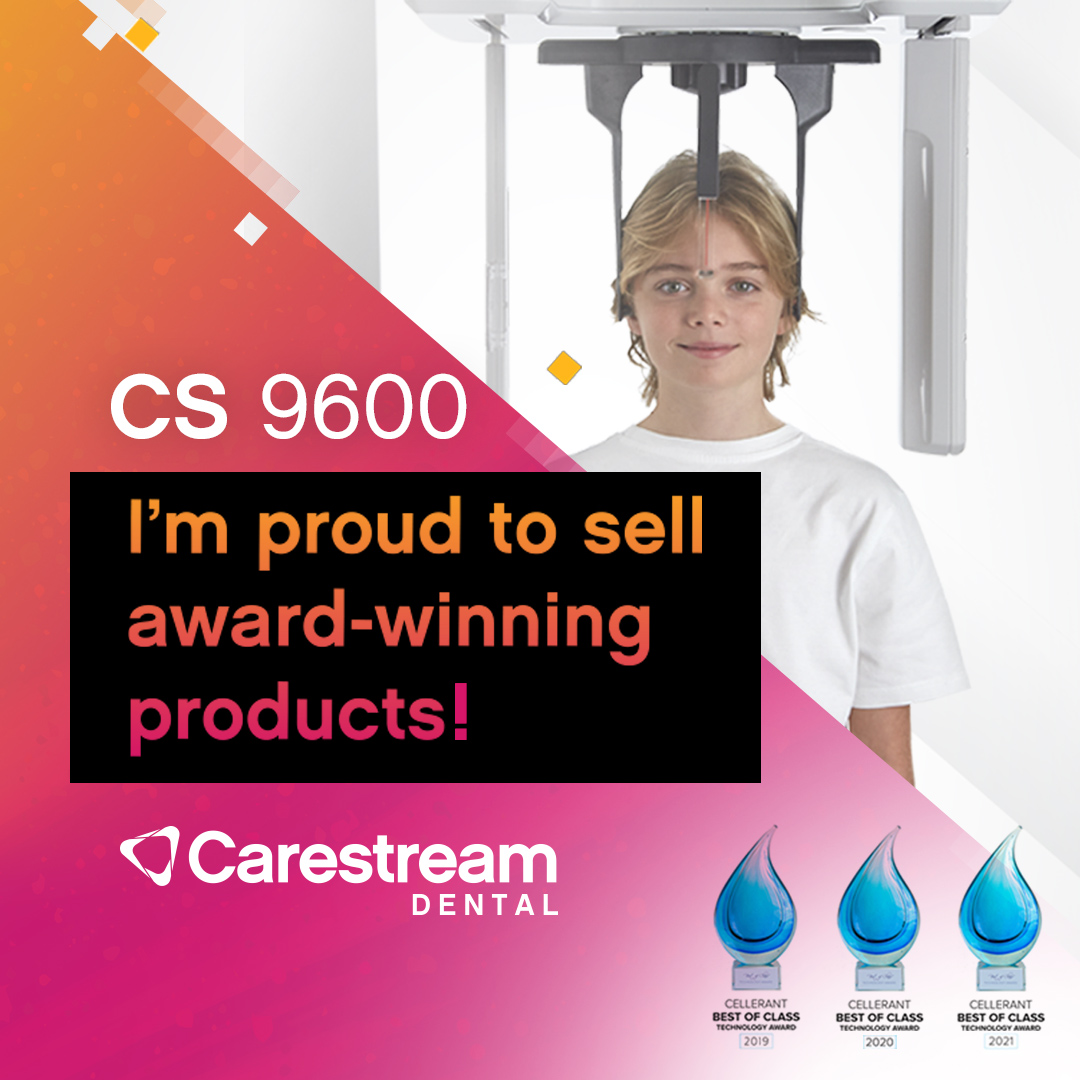 CS 9600
I'm proud to sell
award-winning
products!
Carestream
DENTAL
CELLERANT
BEST OF CLASS
TECHNOLOGY AWARD
2019
CELLERANT
BEST OF CLASS
TECHNOLOGY AWARD
2020
CELLERANT
BEST OF CLASS
TECHNOLOGY AWARD
2021